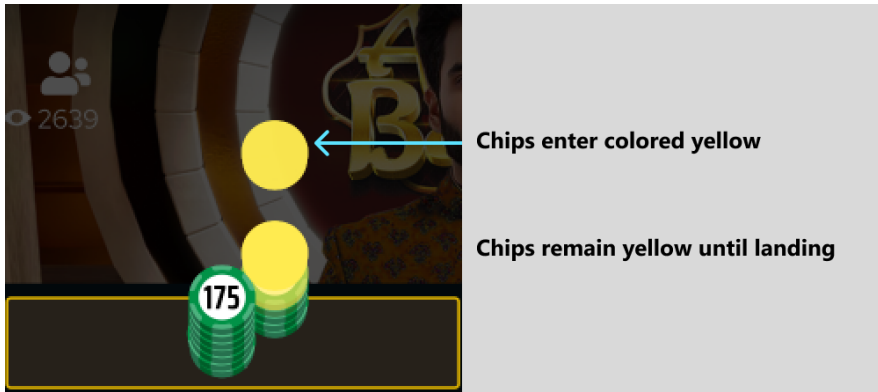 2639
Chips enter colored yellow
Chips remain yellow until landing
175